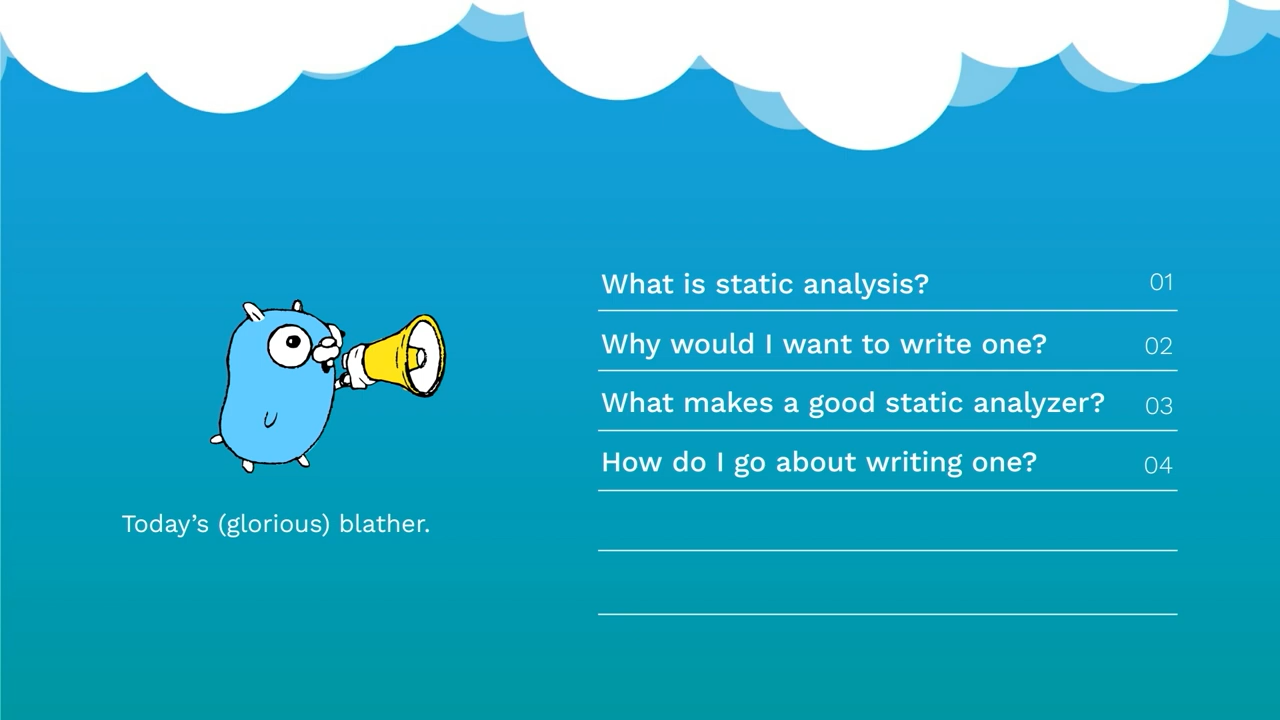 What is static analysis? 01
Why would I want to write one? 02
What makes a good static analyzer? 03
How do I go about writing one? 04
Today’s (glorious) blather.